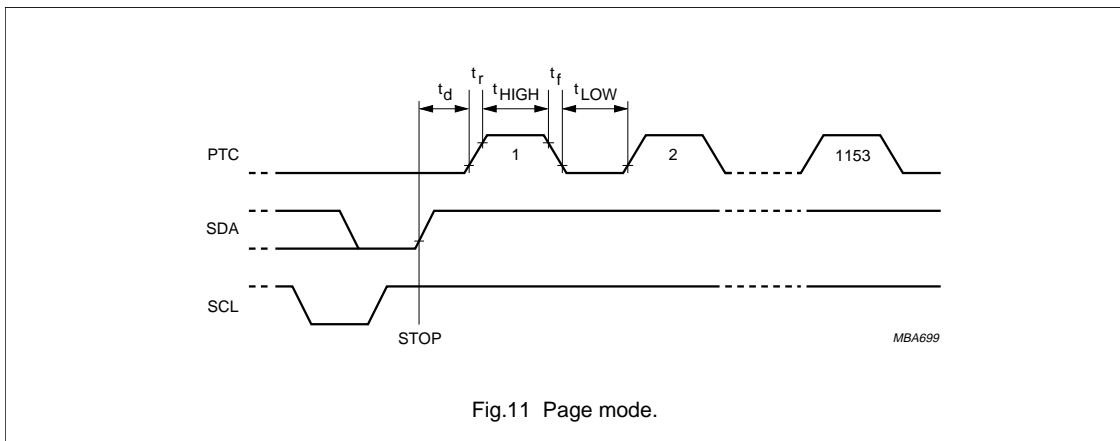 t_r t_f
t_d t_HIGH t_LOW
PTC 1 2 1153
SDA
SCL
STOP
MBA699
Fig.11 Page mode.